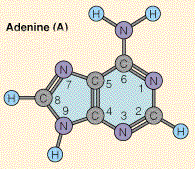 Adenine (A)
H H
N
N C 6 N
7 C 5 1
H C 8
9 C 4 3 2 C
N N H
H